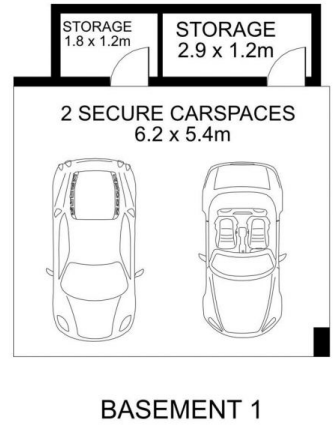 STORAGE
1.8 x 1.2m
STORAGE
2.9 x 1.2m
2 SECURE CARSPACES
6.2 x 5.4m
BASEMENT 1